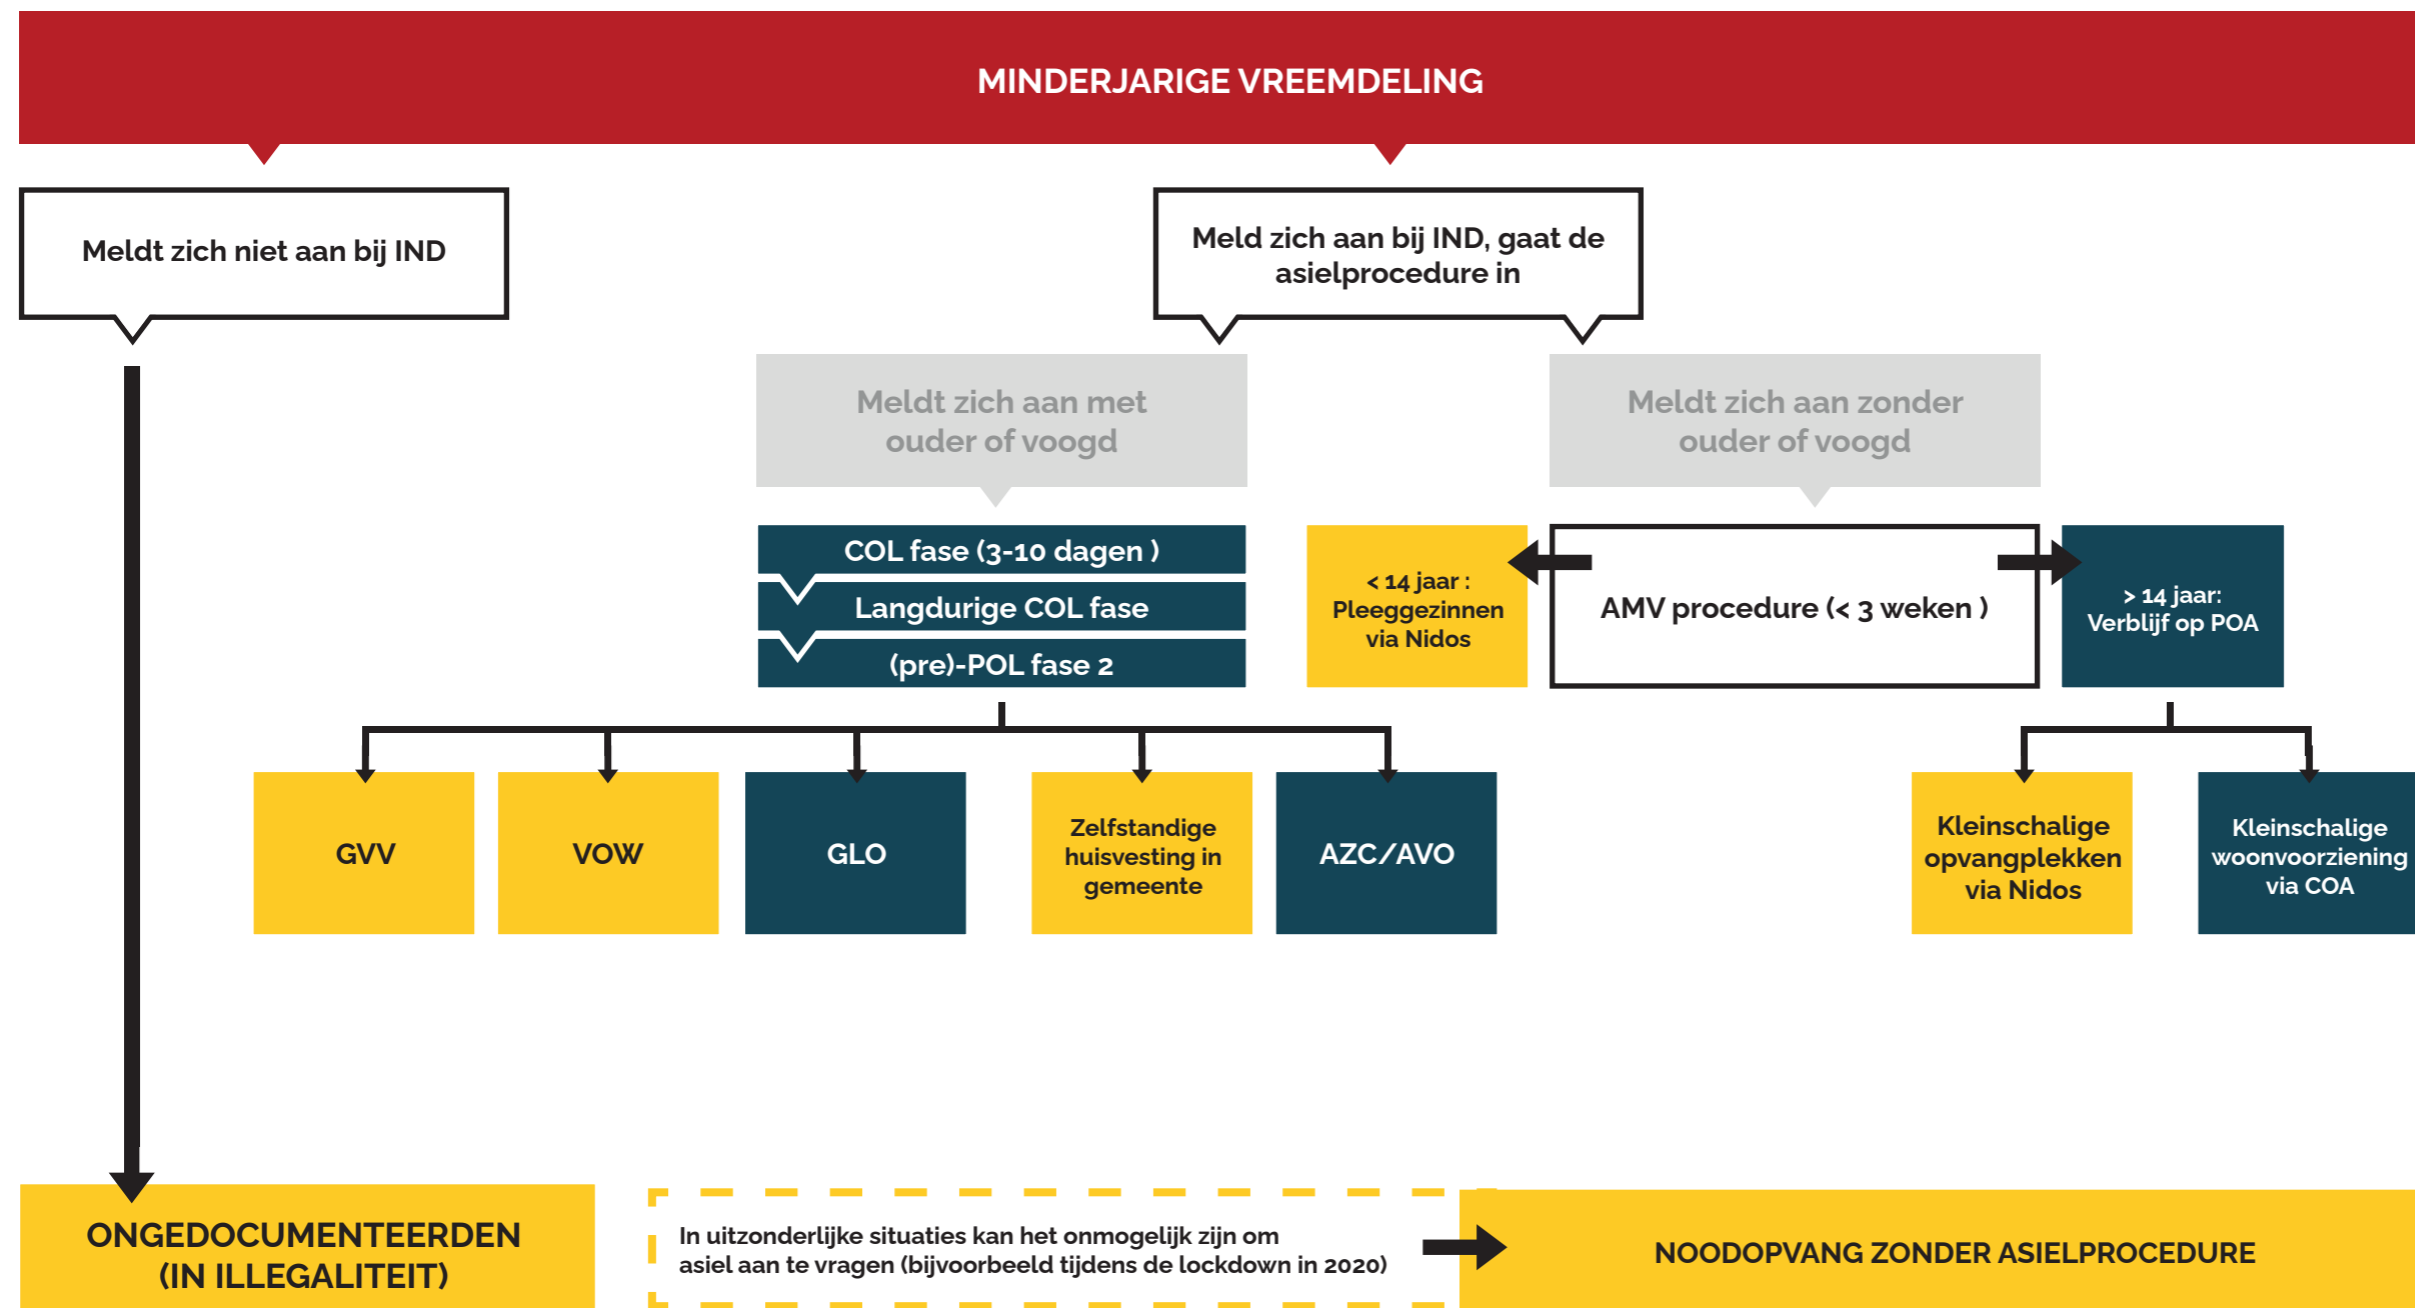 MINDERJARIGE VREEMDELING
Meldt zich niet aan bij IND
Meld zich aan bij IND, gaat de
asielprocedure in
Meldt zich aan met
ouder of voogd
Meldt zich aan zonder
ouder of voogd
COL fase (3-10 dagen )
Langdurige COL fase
(pre)-POL fase 2
< 14 jaar :
Pleeggezinnen
via Nidos
AMV procedure (< 3 weken )
> 14 jaar:
Verblijf op POA
GVV
VOW
GLO
Zelfstandige
huisvesting in
gemeente
AZC/AVO
Kleinschalige
opvangplekken
via Nidos
Kleinschalige
woonvoorziening
via COA
ONGEDOCUMENTEERDEN
(IN ILLEGALITEIT)
In uitzonderlijke situaties kan het onmogelijk zijn om
asiel aan te vragen (bijvoorbeeld tijdens de lockdown in 2020)
NOODOPVANG ZONDER ASIELPROCEDURE